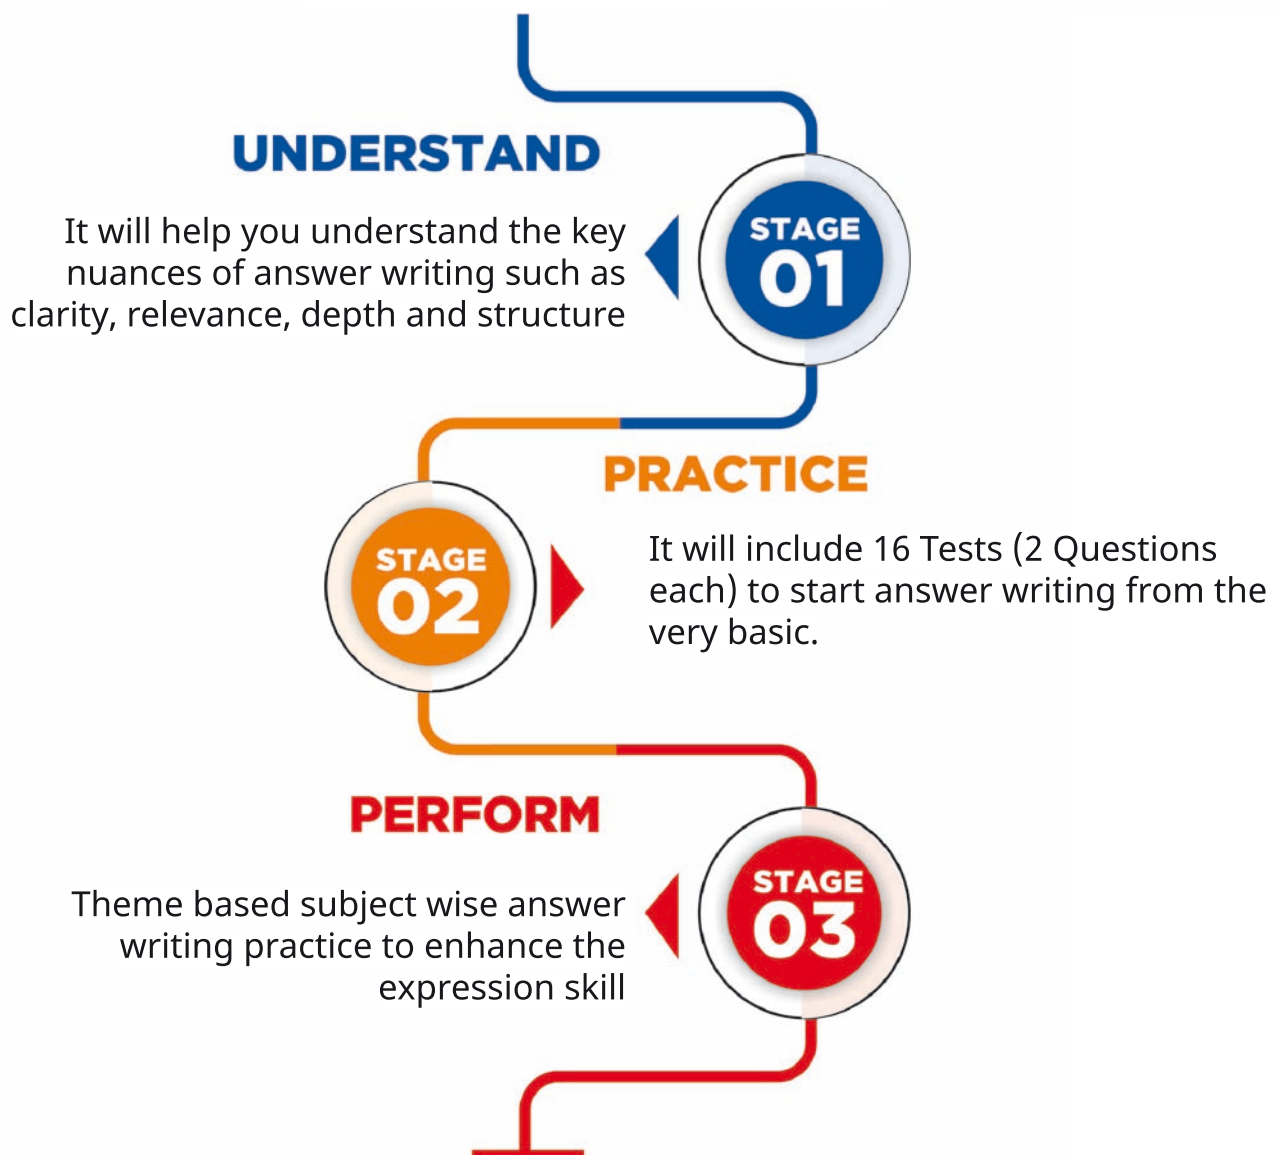 UNDERSTAND
It will help you understand the key
nuances of answer writing such as
clarity, relevance, depth and structure
STAGE
01
PRACTICE
STAGE
02
It will include 16 Tests (2 Questions
each) to start answer writing from the
very basic.
PERFORM
Theme based subject wise answer
writing practice to enhance the
expression skill
STAGE
03